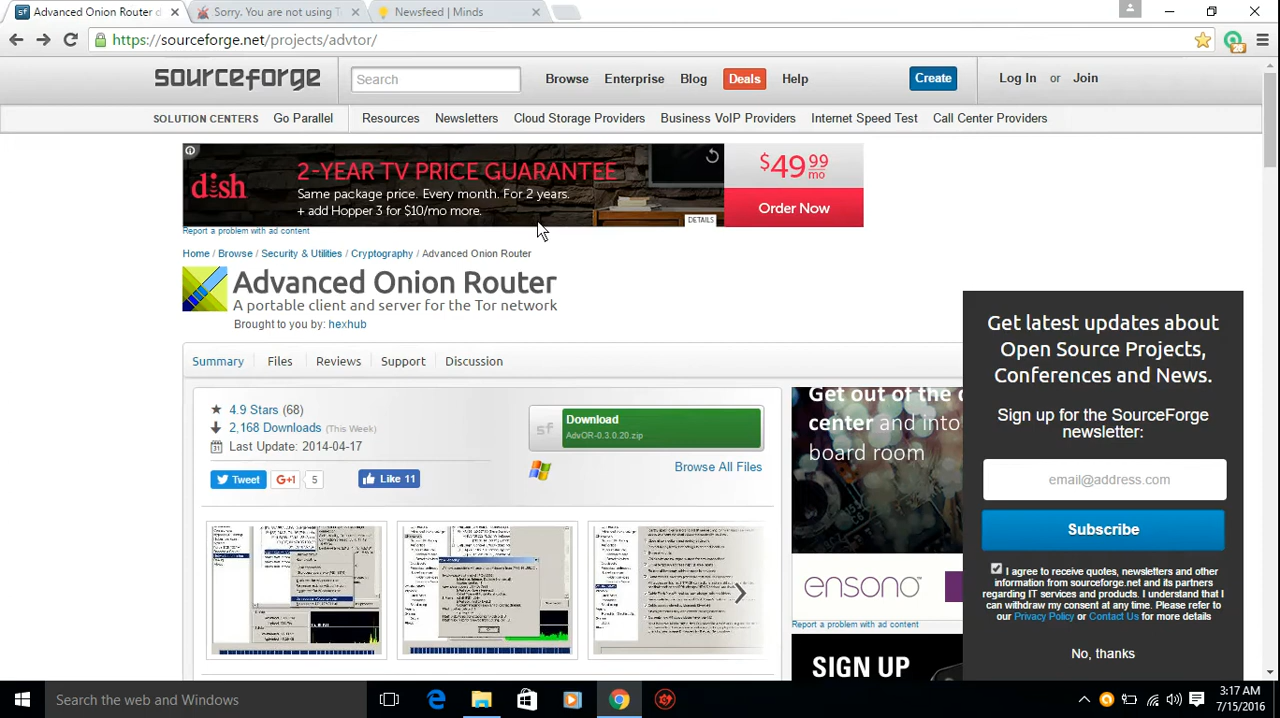 Advanced Onion Router d
Sorry. You are not using T
Newsfeed | Minds
https://sourceforge.net/projects/advtor/
26
sourceforge
Search
Browse
Enterprise
Blog
Deals
Help
Create
Log In or Join
SOLUTION CENTERS
Go Parallel
Resources
Newsletters
Cloud Storage Providers
Business VoIP Providers
Internet Speed Test
Call Center Providers
dish
2-YEAR TV PRICE GUARANTEE
Same package price. Every month. For 2 years.
+ add Hopper 3 for $10/mo more.
DETAILS
$49 99 mo
Order Now
Report a problem with ad content
Home / Browse / Security & Utilities / Cryptography / Advanced Onion Router
Advanced Onion Router
A portable client and server for the Tor network
Brought to you by: hexhub
Summary
Files
Reviews
Support
Discussion
4.9 Stars (68)
2,168 Downloads (This Week)
Last Update: 2014-04-17
sf
Download
AdvOR-0.3.0.20.zip
Browse All Files
Tweet
G+1
5
Like 11
Get out of the
center and into
board room
ensono
Report a problem with ad content
SIGN UP
Get latest updates about
Open Source Projects,
Conferences and News.
Sign up for the SourceForge
newsletter:
email@address.com
Subscribe
I agree to receive quotes, newsletters and other
information from sourceforge.net and its partners
regarding IT services and products. I understand that I
can withdraw my consent at any time. Please refer to
our Privacy Policy or Contact Us for more details
No, thanks
Search the web and Windows
3:17 AM
7/15/2016